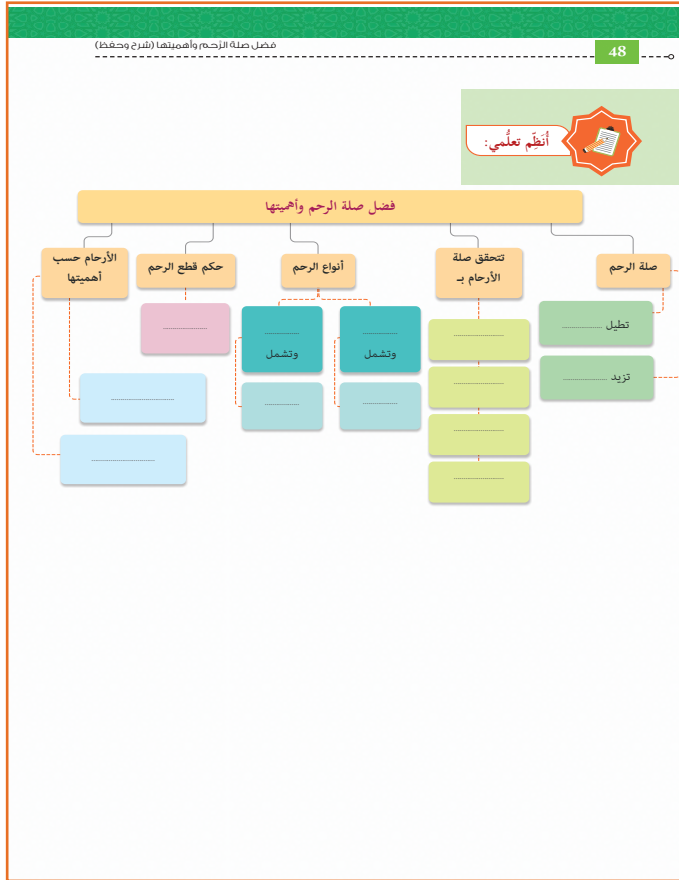 فضل صلة الرّحم وأهميتها (شرح وحفظ)
48
أُنَظِّم تعلُّمي:
فضل صلة الرحم وأهميتها
صلة الرحم
تطيل ....................
تزيد ....................
تتحقق صلة
الأرحام بـ
.........................
.........................
.........................
.........................
أنواع الرحم
.................
وتشمل
.................
.................
وتشمل
.................
حكم قطع الرحم
......................
الأرحام حسب
أهميتها
................................
................................